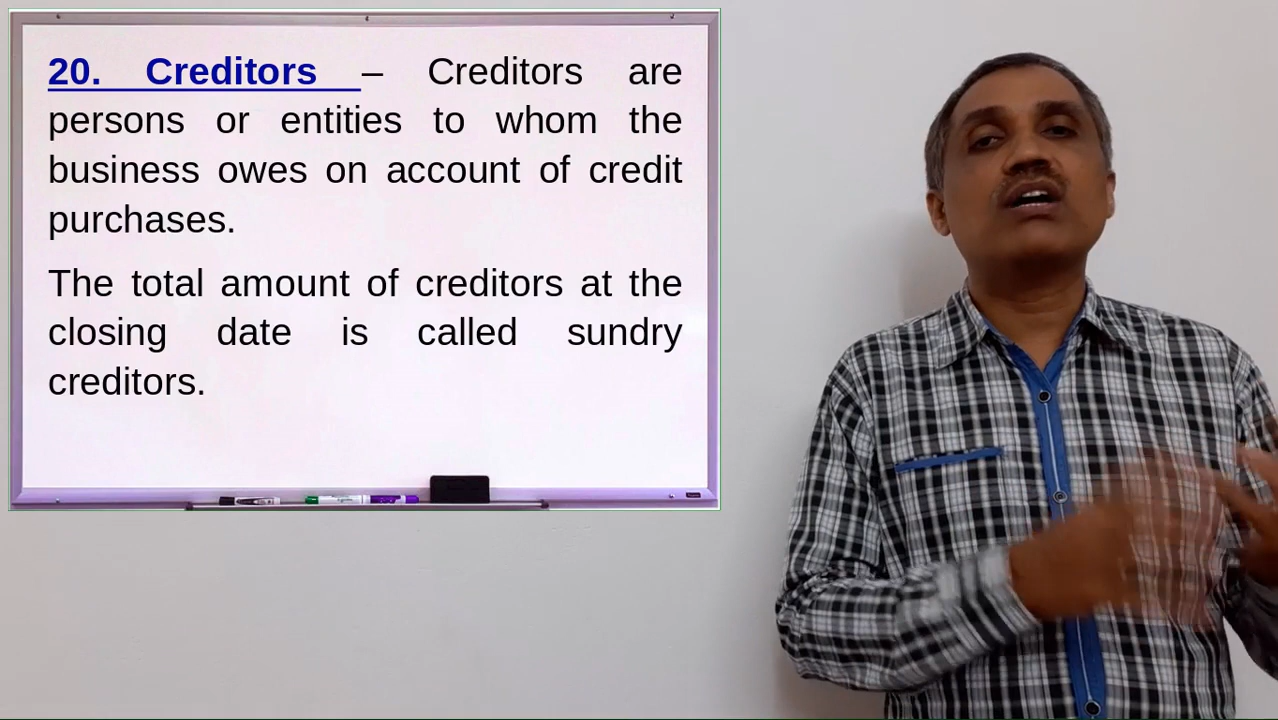 20. Creditors – Creditors are
persons or entities to whom the
business owes on account of credit
purchases.
The total amount of creditors at the
closing date is called sundry
creditors.